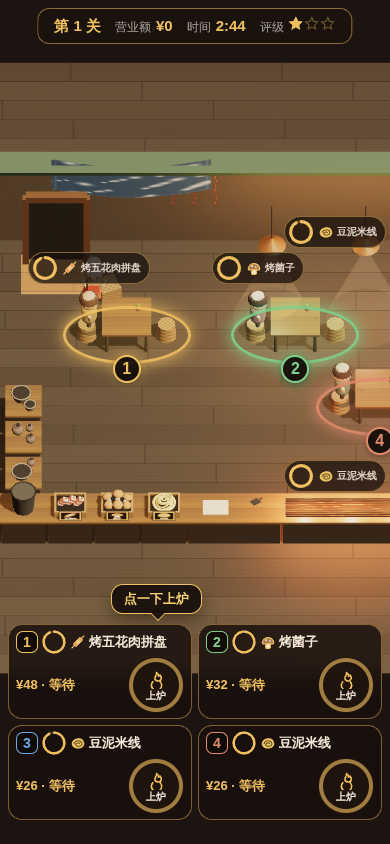 第 1 关 营业额 ¥0 时间 2:44 评级
豆泥米线
烤五花肉拼盘 烤菌子
1 2
4
豆泥米线
点一下上炉
1 烤五花肉拼盘
¥48 · 等待 上炉
2 烤菌子
¥32 · 等待 上炉
3 豆泥米线
¥26 · 等待 上炉
4 豆泥米线
¥26 · 等待 上炉